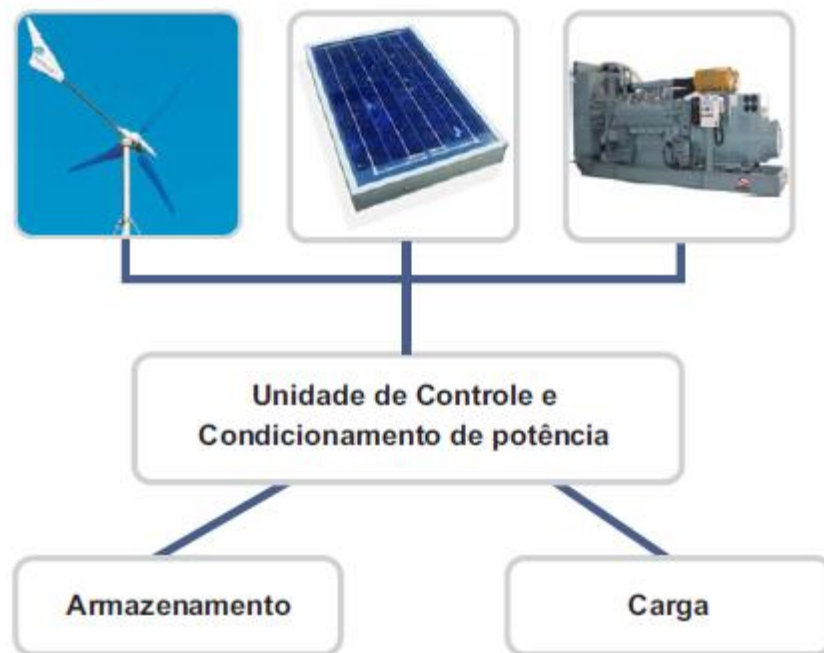 Unidade de Controle e
Condicionamento de potência
Armazenamento
Carga